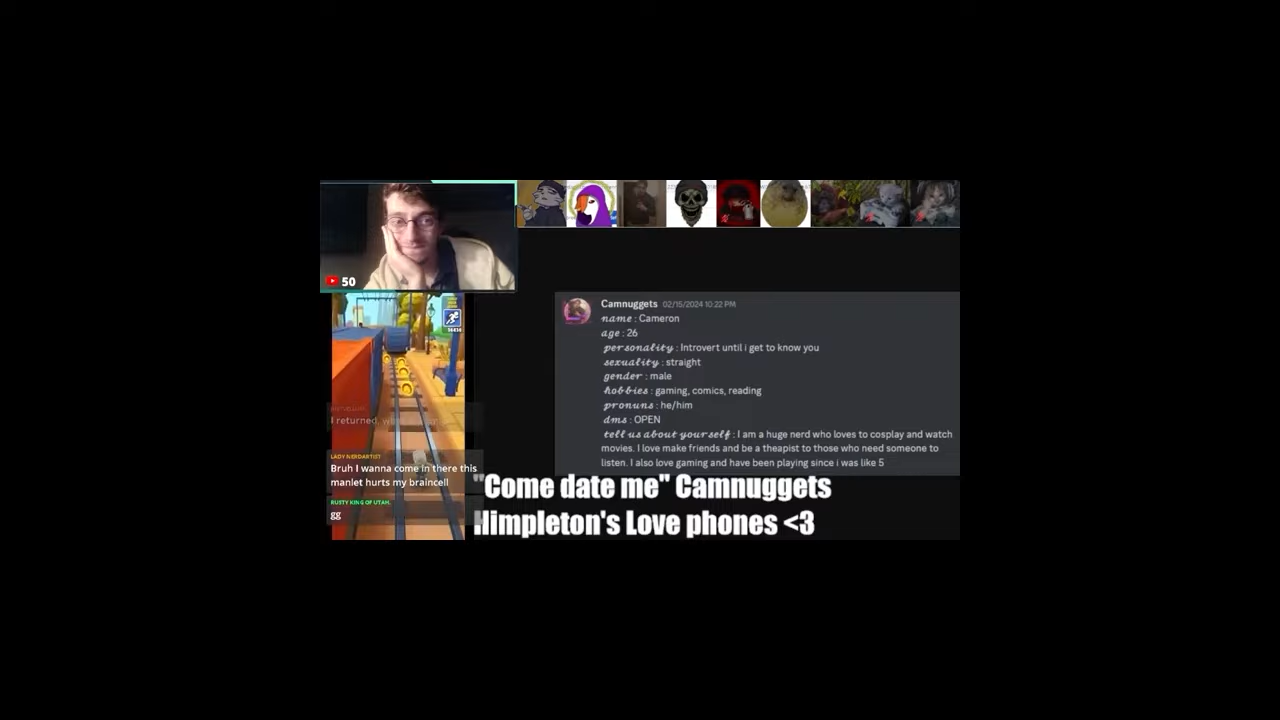 50
Camnuggets 02/15/2024 10:22 PM
name : Cameron
age : 26
personality : Introvert until i get to know you
sexuality : straight
gender : male
hobbies : gaming, comics, reading
pronuns : he/him
dms : OPEN
tell us about yourself : I am a huge nerd who loves to cosplay and watch
movies. I love make friends and be a theapist to those who need someone to
listen. I also love gaming and have been playing since i was like 5
I returned,
LADY NERDARTIST
Bruh I wanna come in there this
manlet hurts my braincell
RUSTY KING OF UTAH.
gg
"Come date me" Camnuggets
Himpleton's Love phones <3